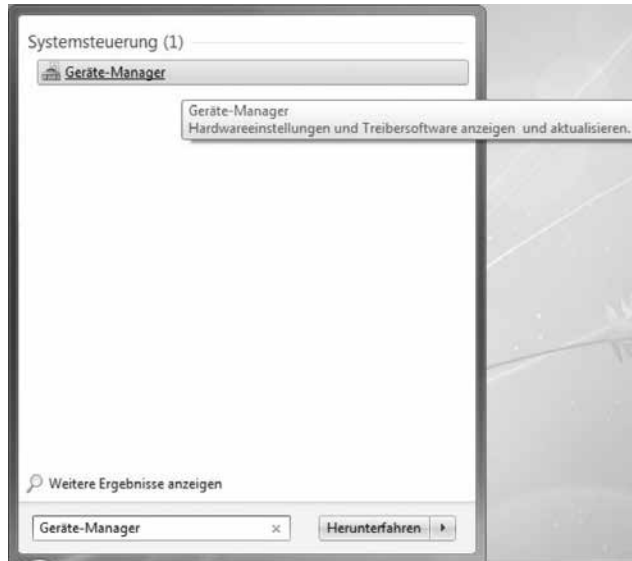 Systemsteuerung (1)
Geräte-Manager
Geräte-Manager
Hardwareeinstellungen und Treibersoftware anzeigen und aktualisieren.
Weitere Ergebnisse anzeigen
Geräte-Manager
Herunterfahren